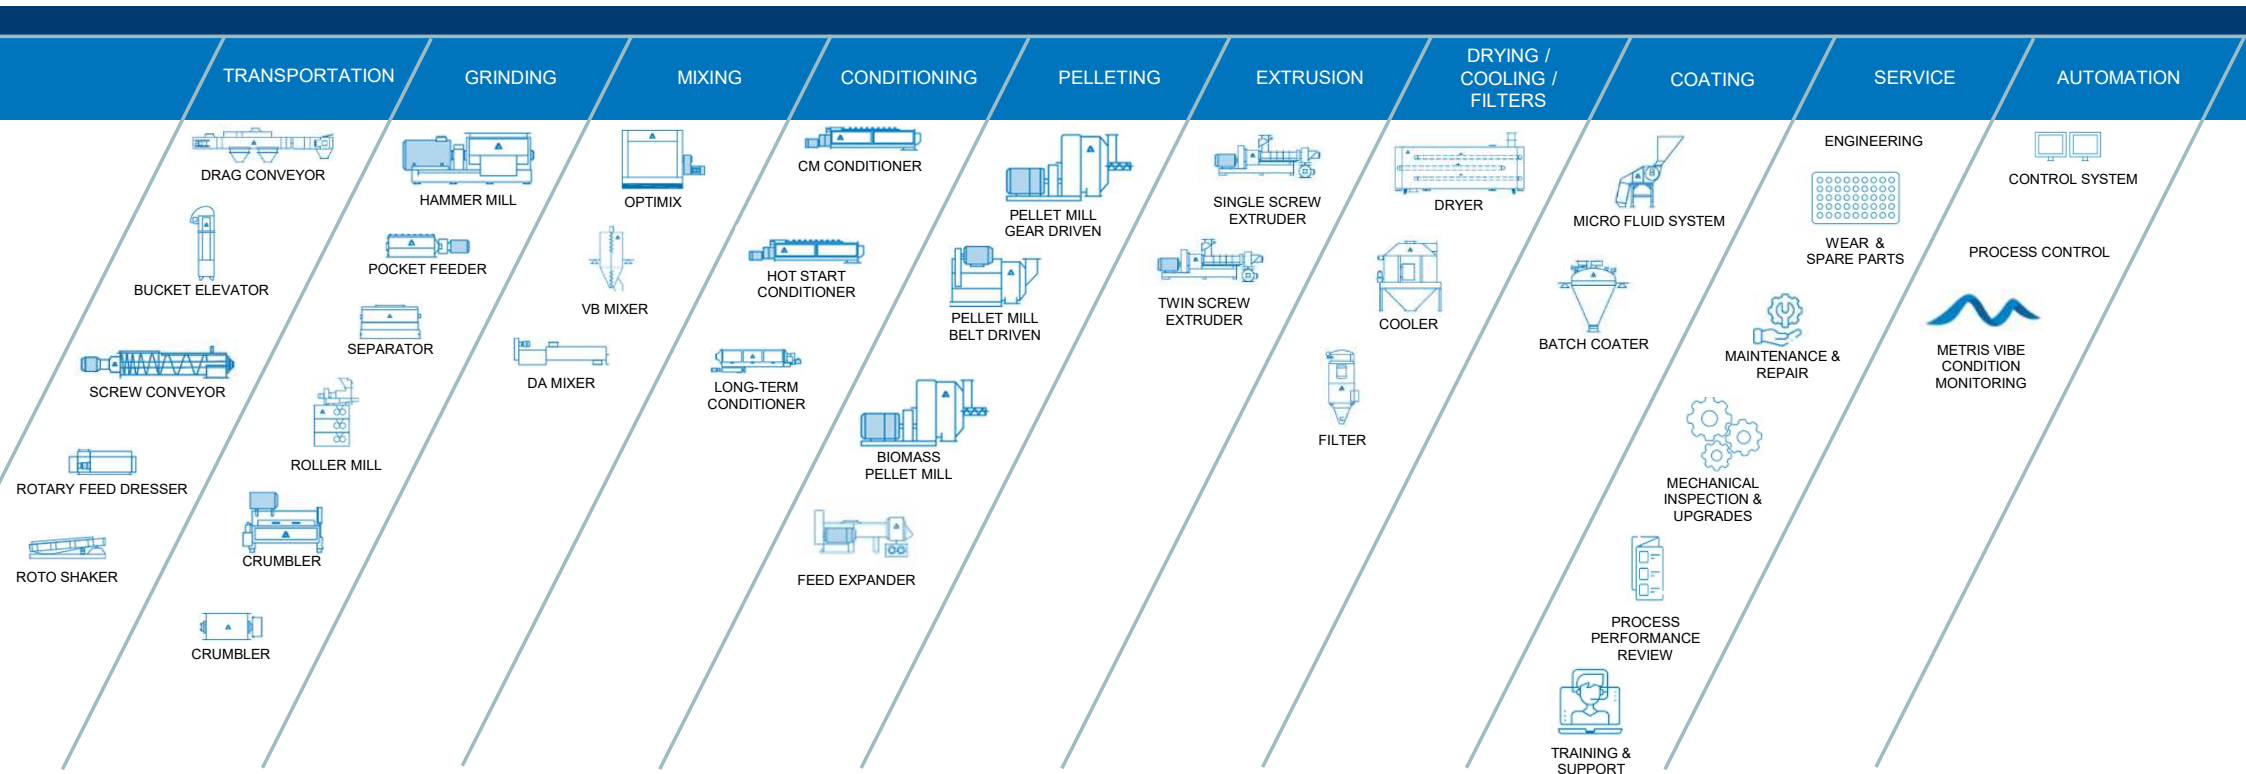 TRANSPORTATION
GRINDING
MIXING
CONDITIONING
PELLETING
EXTRUSION
DRYING /
COOLING /
FILTERS
COATING
SERVICE
AUTOMATION
DRAG CONVEYOR
BUCKET ELEVATOR
SCREW CONVEYOR
ROTARY FEED DRESSER
ROTO SHAKER
HAMMER MILL
POCKET FEEDER
SEPARATOR
ROLLER MILL
CRUMBLER
CRUMBLER
OPTIMIX
VB MIXER
DA MIXER
CM CONDITIONER
HOT START
CONDITIONER
LONG-TERM
CONDITIONER
PELLET MILL
GEAR DRIVEN
PELLET MILL
BELT DRIVEN
BIOMASS
PELLET MILL
FEED EXPANDER
SINGLE SCREW
EXTRUDER
TWIN SCREW
EXTRUDER
DRYER
COOLER
FILTER
MICRO FLUID SYSTEM
BATCH COATER
ENGINEERING
WEAR &
SPARE PARTS
MAINTENANCE &
REPAIR
MECHANICAL
INSPECTION &
UPGRADES
PROCESS
PERFORMANCE
REVIEW
TRAINING &
SUPPORT
CONTROL SYSTEM
PROCESS CONTROL
METRIS VIBE
CONDITION
MONITORING